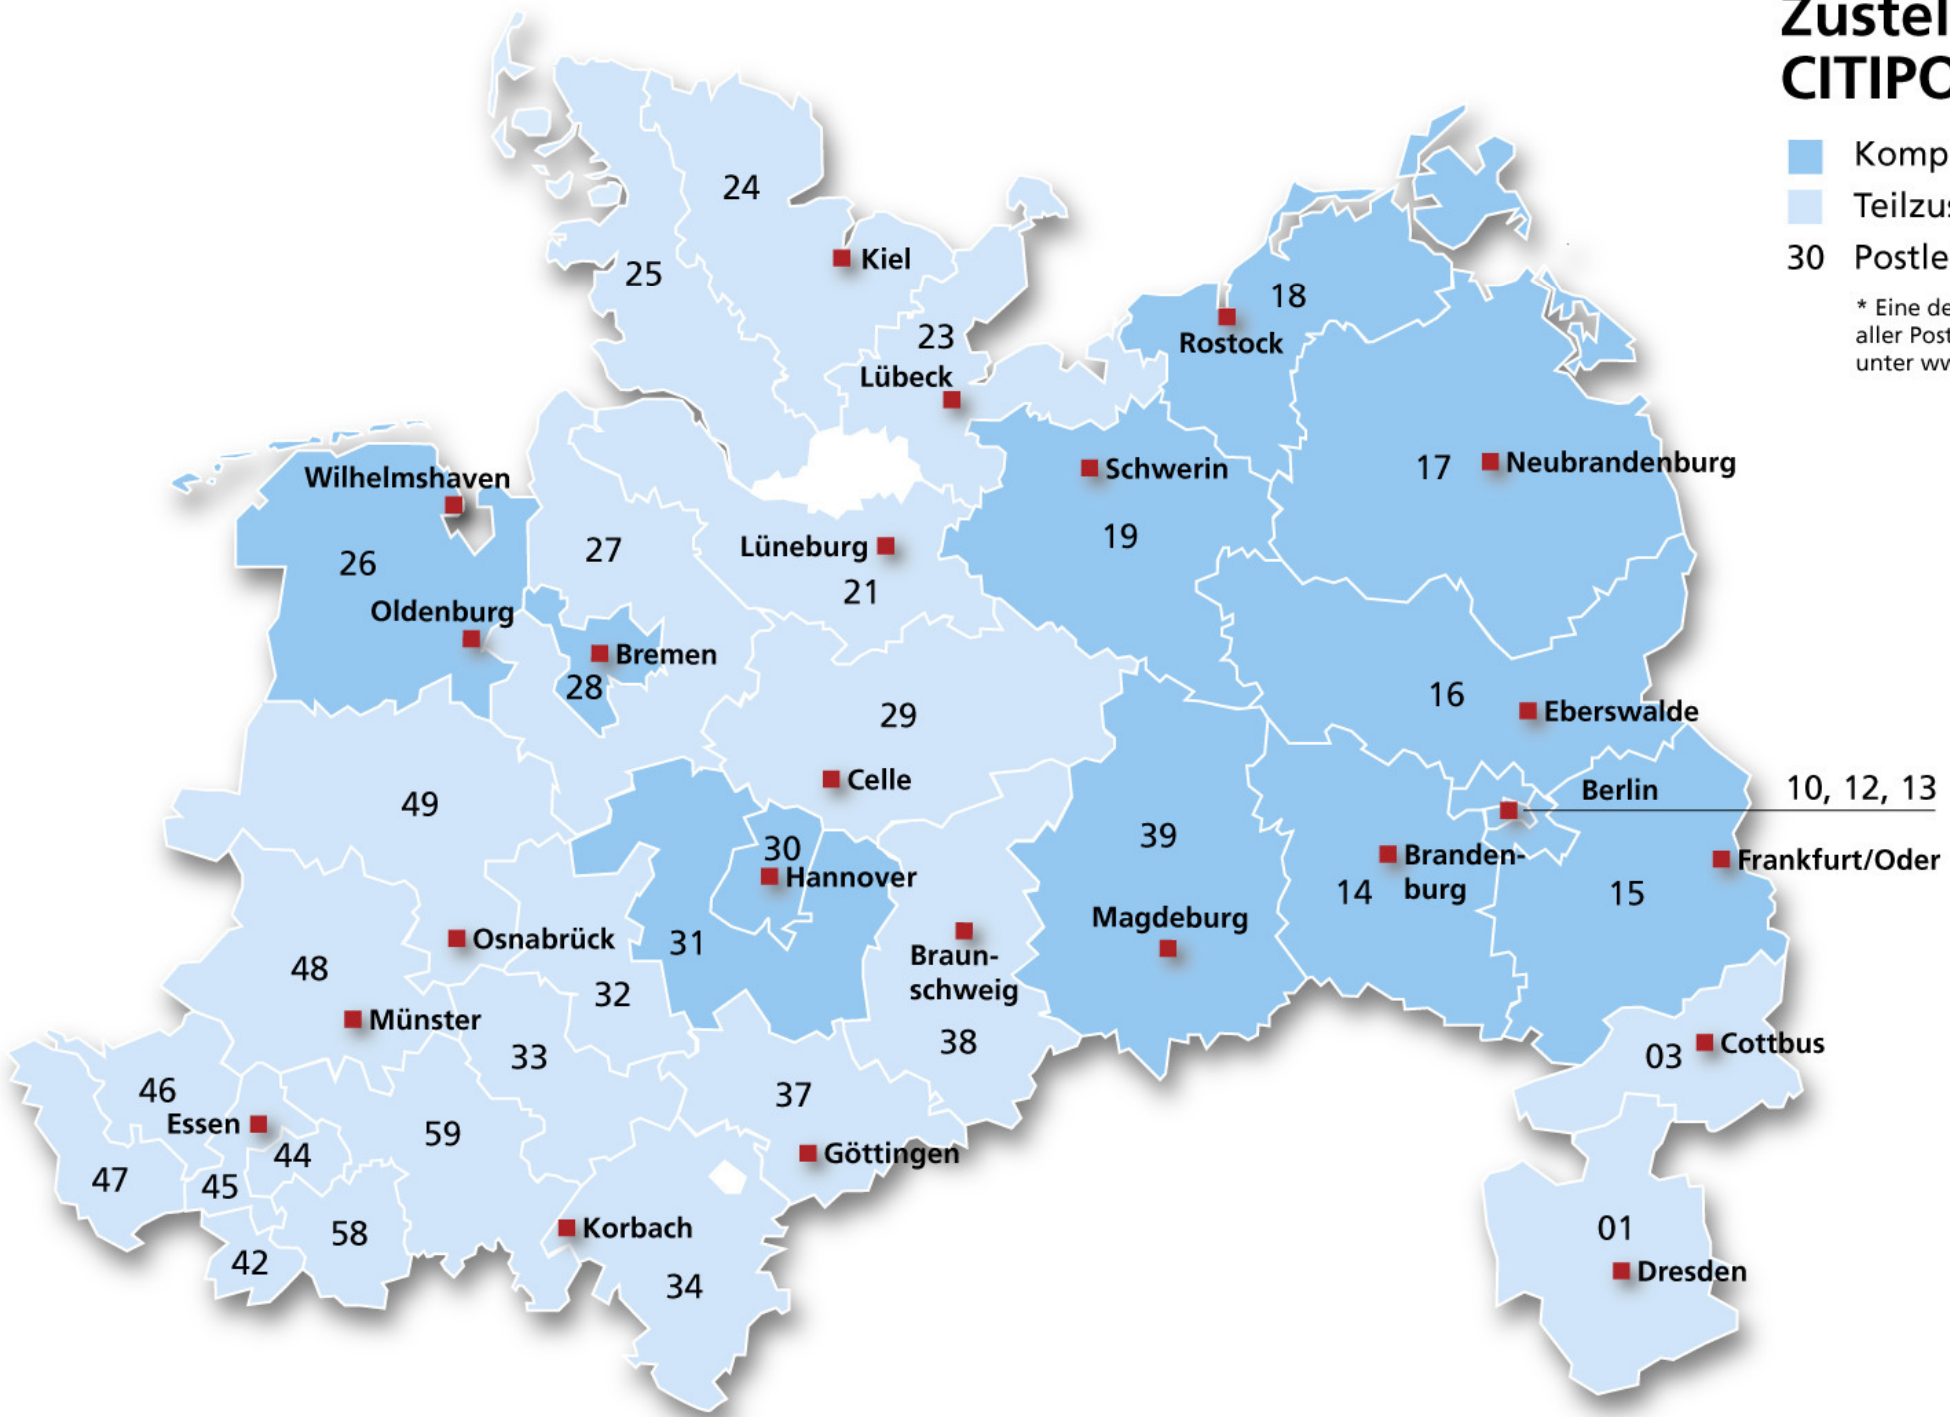 Zustel
CITIPO
Komp
Teilzus
30 Postle
* Eine de
aller Post
unter ww
24
Kiel
25
23
Lübeck
18
Rostock
17
Neubrandenburg
Schwerin
19
Wilhelmshaven
26
Oldenburg
27
Lüneburg
21
Bremen
28
29
Celle
16
Eberswalde
Berlin
10, 12, 13
49
30
Hannover
31
39
Magdeburg
Branden-
burg
14
15
Frankfurt/Oder
Osnabrück
48
Münster
32
33
Braun-
schweig
38
03
Cottbus
46
Essen
44
45
47
59
37
Göttingen
58
42
Korbach
34
01
Dresden